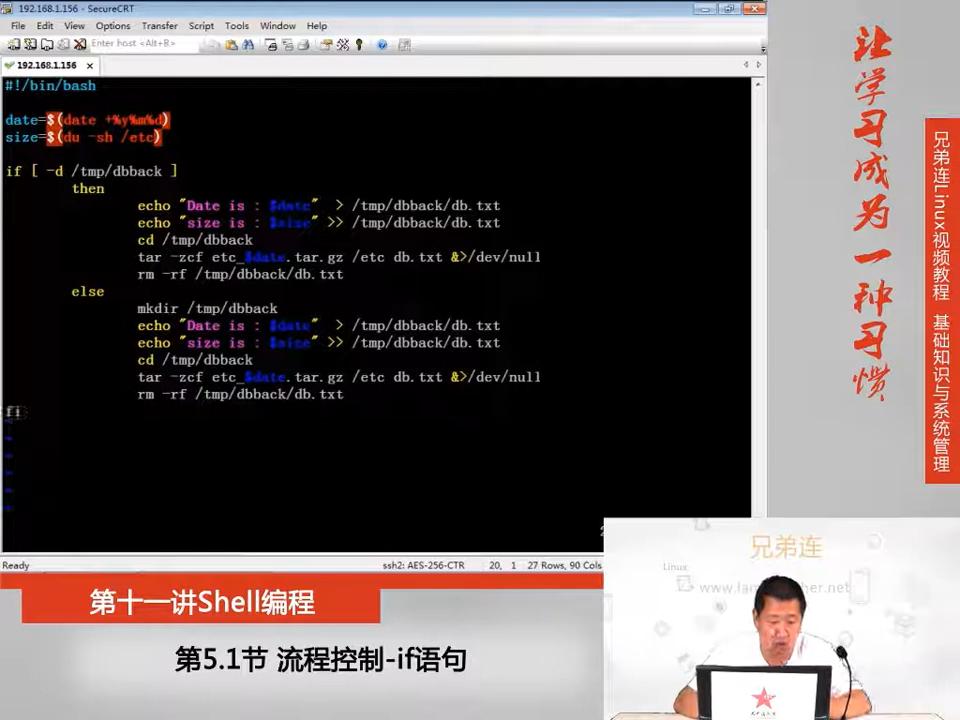 192.168.1.156 - SecureCRT
File Edit View Options Transfer Script Tools Window Help
Enter host <Alt+R>
192.168.1.156
#!/bin/bash
date=$(date +%y%m%d)
size=$(du -sh /etc)
if [ -d /tmp/dbback ]
then
echo "Date is : $date" > /tmp/dbback/db.txt
echo "size is : $size" >> /tmp/dbback/db.txt
cd /tmp/dbback
tar -zcf etc_$date.tar.gz /etc db.txt &>/dev/null
rm -rf /tmp/dbback/db.txt
else
mkdir /tmp/dbback
echo "Date is : $date" > /tmp/dbback/db.txt
echo "size is : $size" >> /tmp/dbback/db.txt
cd /tmp/dbback
tar -zcf etc_$date.tar.gz /etc db.txt &>/dev/null
rm -rf /tmp/dbback/db.txt
fi
~
~
~
~
~
~
Ready ssh2: AES-256-CTR 20, 1 27 Rows, 90 Cols
让学习成为一种习惯
兄弟连Linux视频教程 基础知识与系统管理
第十一讲Shell编程
第5.1节 流程控制-if语句
兄弟连
Linux